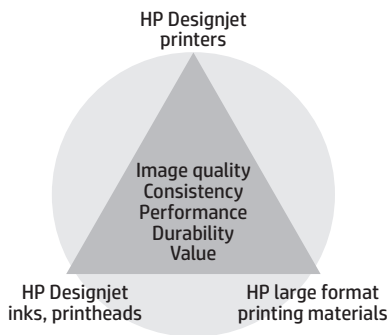 HP Designjet
printers
Image quality
Consistency
Performance
Durability
Value
HP Designjet
inks, printheads
HP large format
printing materials